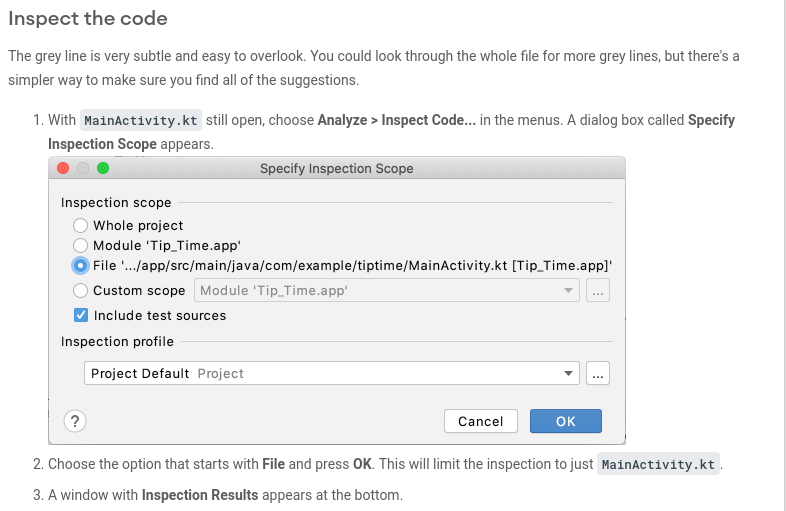 Inspect the code
The grey line is very subtle and easy to overlook. You could look through the whole file for more grey lines, but there's a
simpler way to make sure you find all of the suggestions.
1. With MainActivity.kt still open, choose Analyze > Inspect Code... in the menus. A dialog box called Specify
Inspection Scope appears.
Specify Inspection Scope
Inspection scope
Whole project
Module 'Tip_Time.app'
File '.../app/src/main/java/com/example/tiptime/MainActivity.kt [Tip_Time.app]'
Custom scope Module 'Tip_Time.app' ...
Include test sources
Inspection profile
Project Default Project ...
? Cancel OK
2. Choose the option that starts with File and press OK. This will limit the inspection to just MainActivity.kt.
3. A window with Inspection Results appears at the bottom.